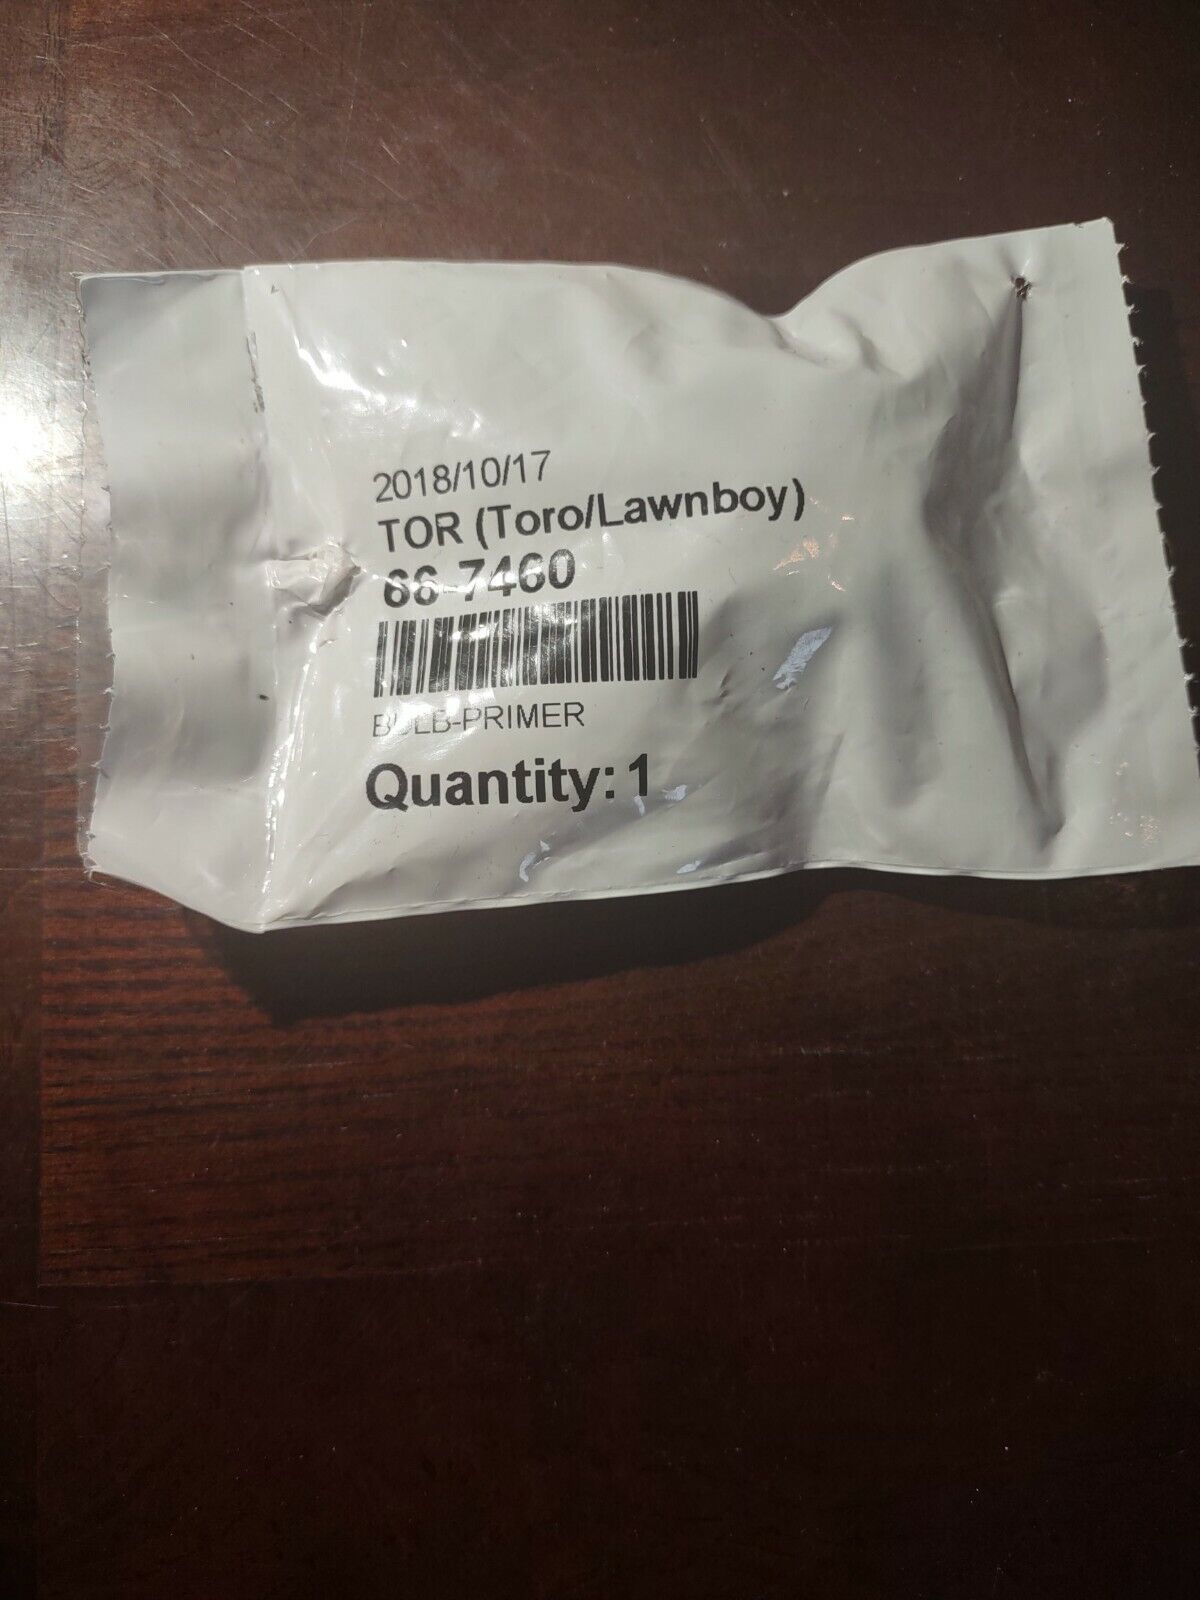 2018/10/17
TOR (Toro/Lawnboy)
66-7460
BULB-PRIMER
Quantity: 1